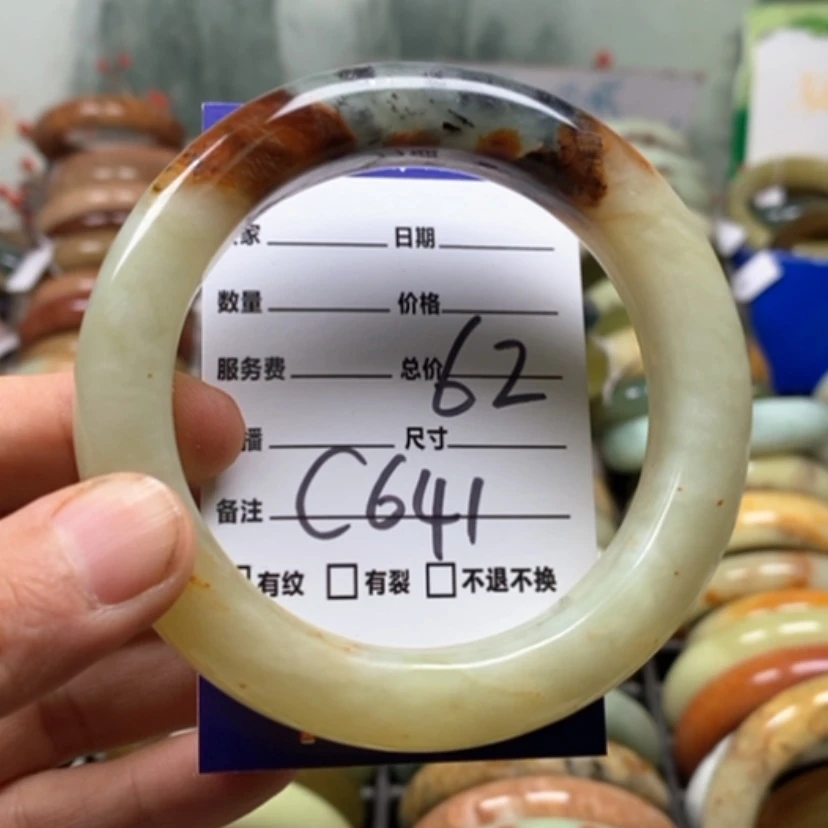 家 日期
数量 价格
服务费 总价 62
播 尺寸
备注 C641
有纹 有裂 不退不换